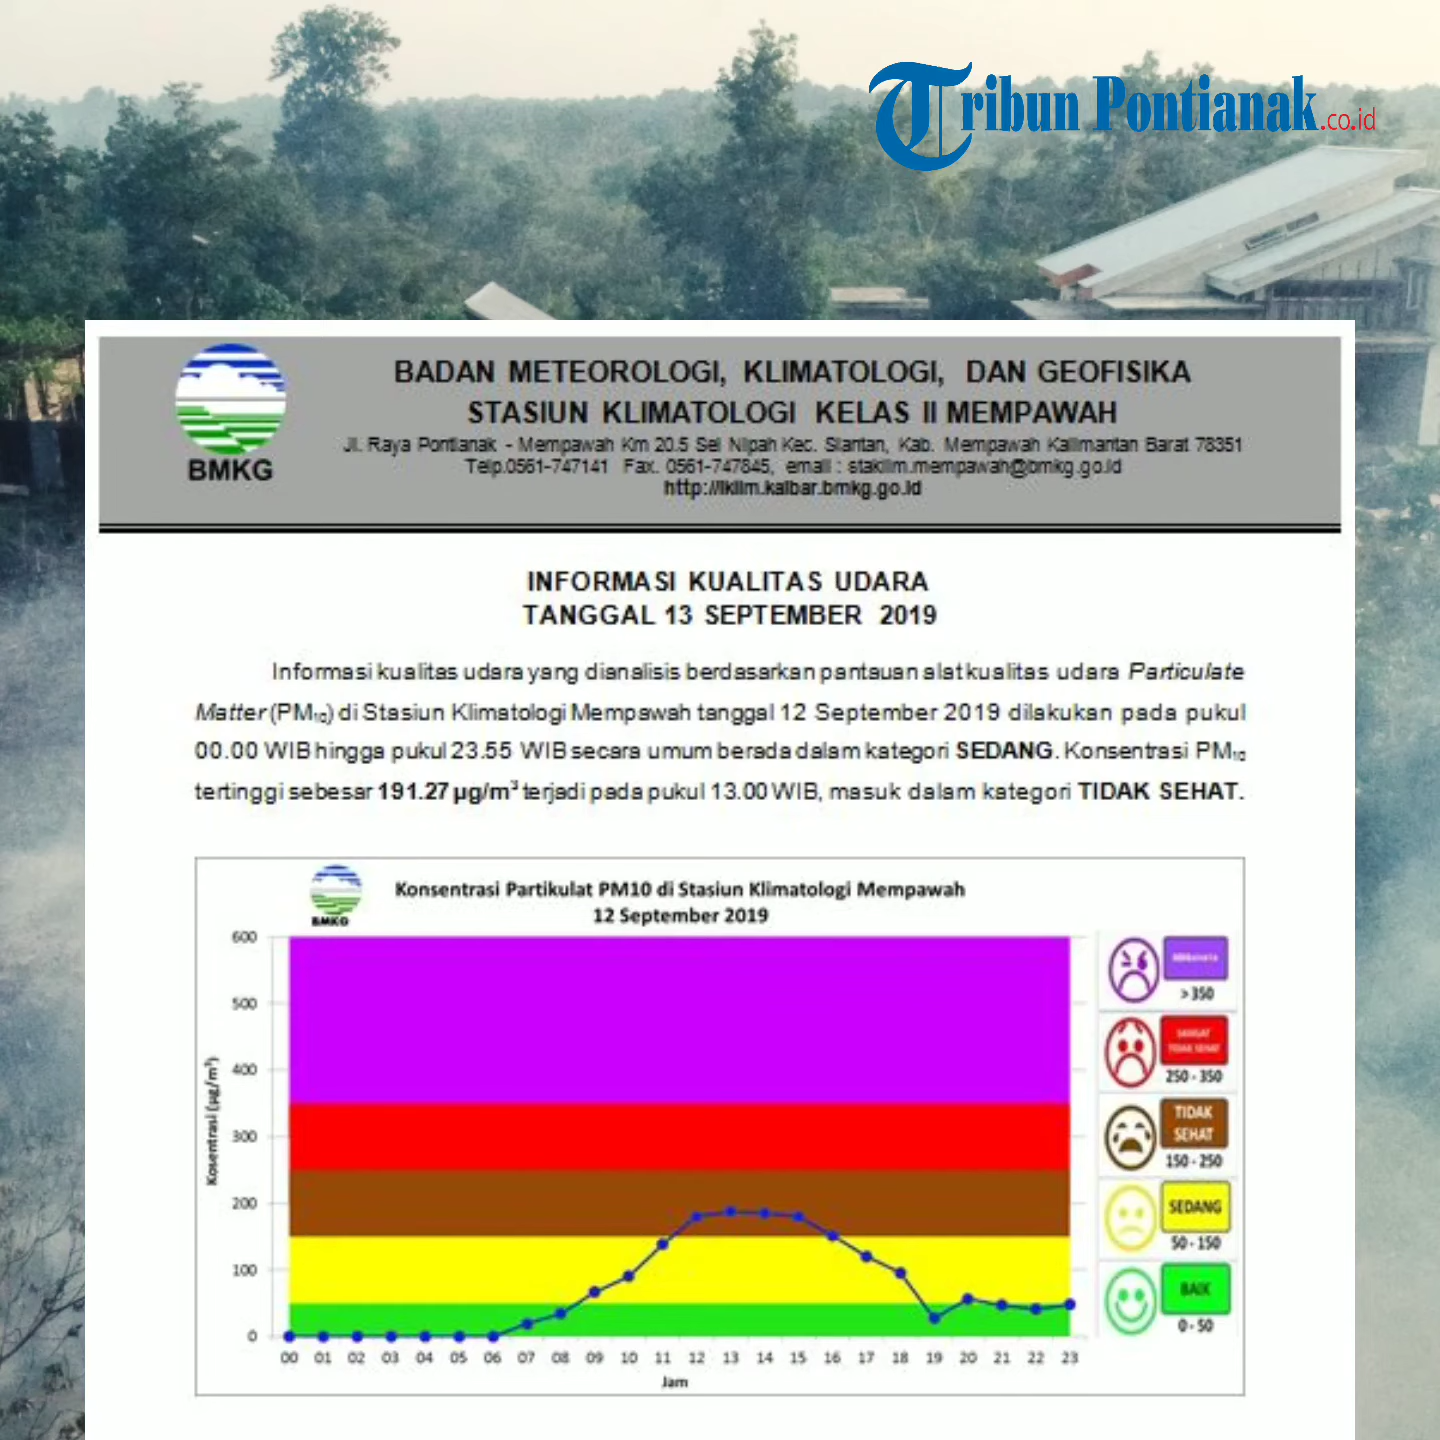 Tribun Pontianak.co.id
BADAN METEOROLOGI, KLIMATOLOGI, DAN GEOFISIKA
STASIUN KLIMATOLOGI KELAS II MEMPAWAH
Jl. Raya Pontianak - Mempawah Km 20.5 Sei Nipah Kec. Siantan, Kab. Mempawah Kalimantan Barat 78351
Telp.0561-747141 Fax. 0561-747845, email : staklim.mempawah@bmkg.go.id
http://iklim.kalbar.bmkg.go.id
BMKG
INFORMASI KUALITAS UDARA
TANGGAL 13 SEPTEMBER 2019
Informasi kualitas udara yang dianalisis berdasarkan pantauan alat kualitas udara Particulate
Matter (PM₁₀) di Stasiun Klimatologi Mempawah tanggal 12 September 2019 dilakukan pada pukul
00.00 WIB hingga pukul 23.55 WIB secara umum berada dalam kategori SEDANG. Konsentrasi PM₁₀
tertinggi sebesar 191.27 µg/m³ terjadi pada pukul 13.00 WIB, masuk dalam kategori TIDAK SEHAT.
BMKG
Konsentrasi Partikulat PM10 di Stasiun Klimatologi Mempawah
12 September 2019
Kosentrasi (µg/m³)
600
500
400
300
200
100
0
00 01 02 03 04 05 06 07 08 09 10 11 12 13 14 15 16 17 18 19 20 21 22 23
Jam
> 350
SANGAT
TIDAK SEHAT
250 - 350
TIDAK
SEHAT
150 - 250
SEDANG
50 - 150
BAIK
0 - 50